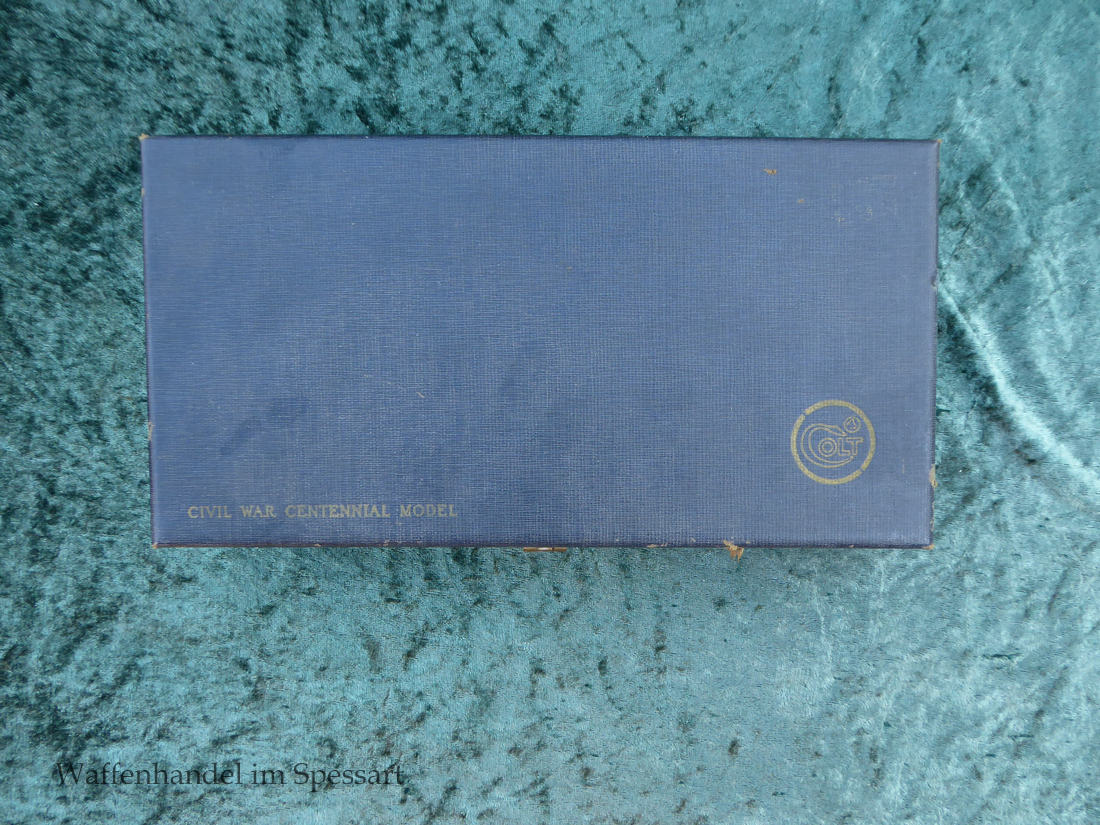 COLT
CIVIL WAR CENTENNIAL MODEL
Waffenhandel im Spessart